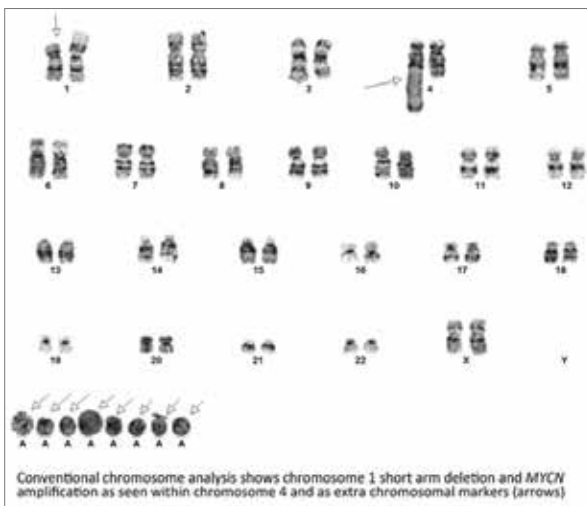 1 2 3 4 5
6 7 8 9 10 11 12
13 14 15 16 17 18
19 20 21 22 X Y
A A A A A A A A
Conventional chromosome analysis shows chromosome 1 short arm deletion and MYCN
amplification as seen within chromosome 4 and as extra chromosomal markers (arrows)